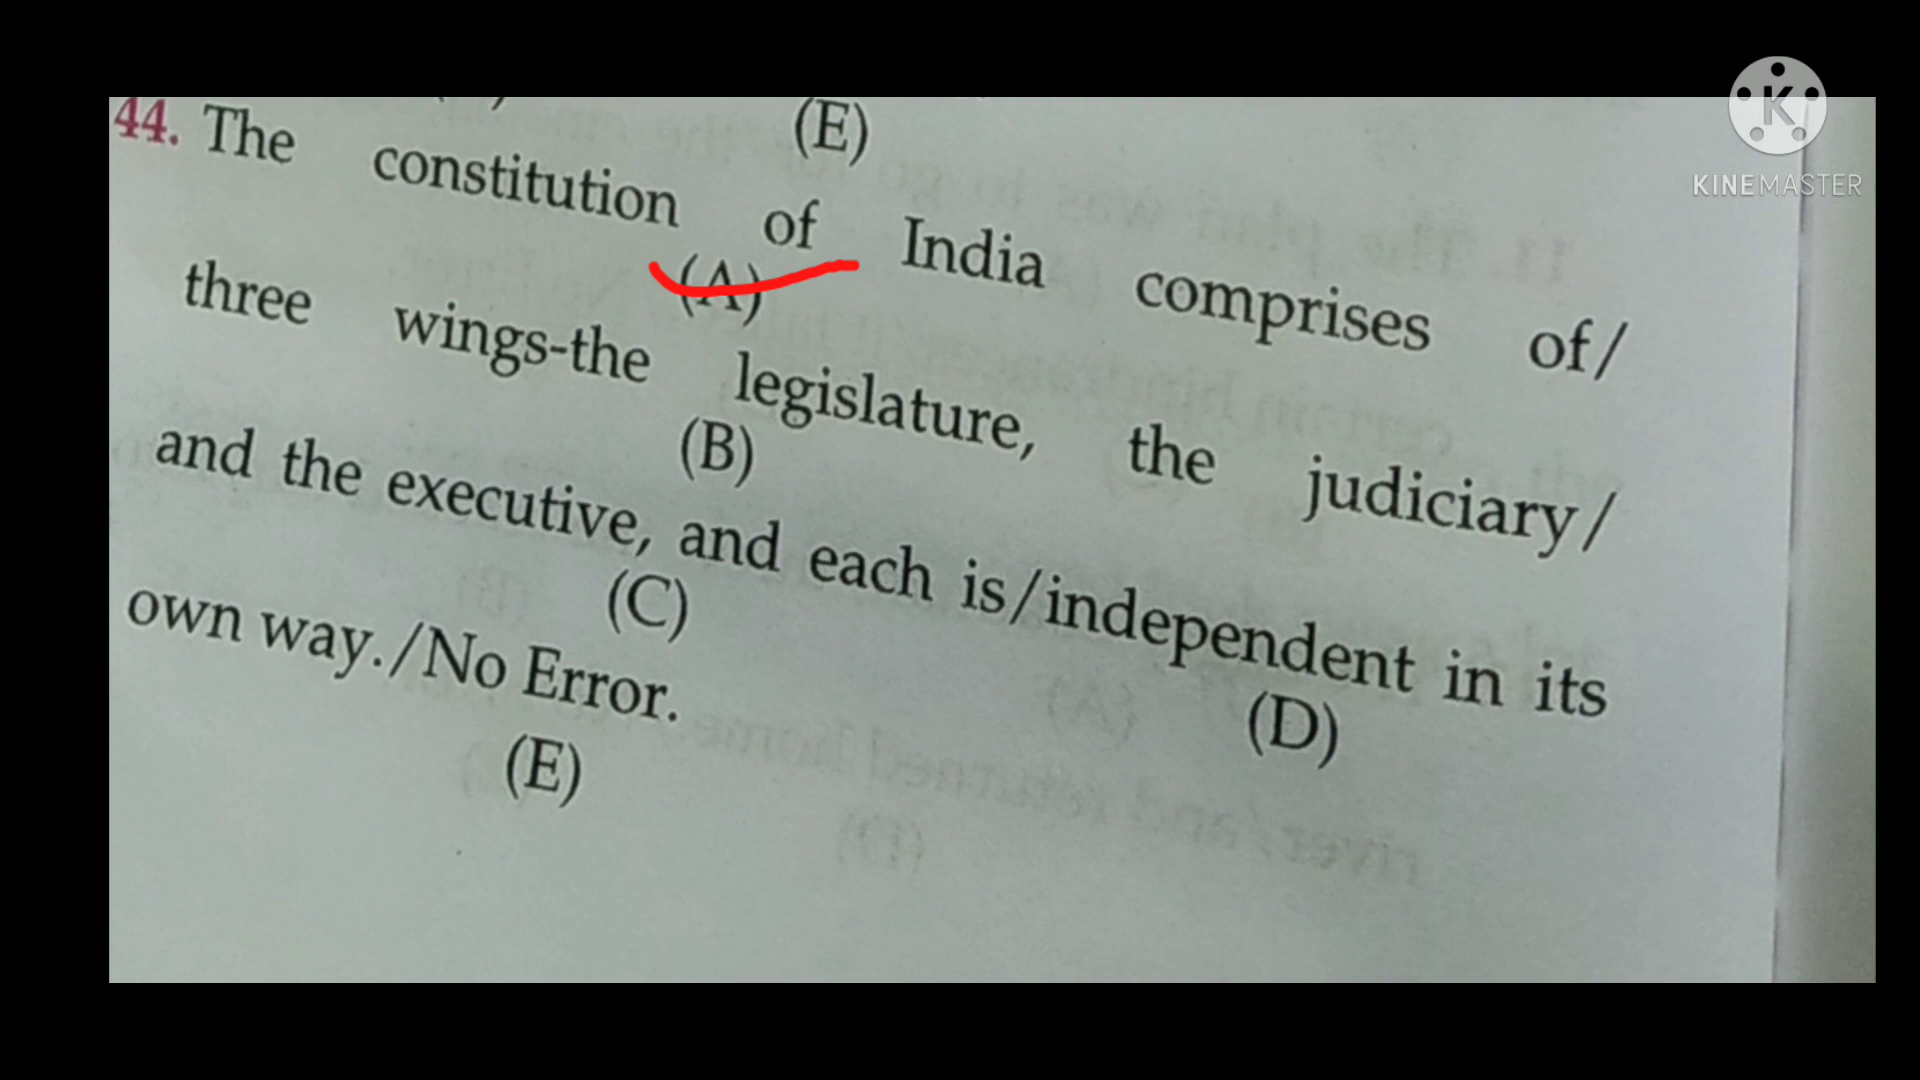 (E)
44. The constitution of India comprises of/
(A)
three wings-the legislature, the judiciary/
(B)
and the executive, and each is/independent in its
(C) (D)
own way./No Error.
(E)
K
KINEMASTER